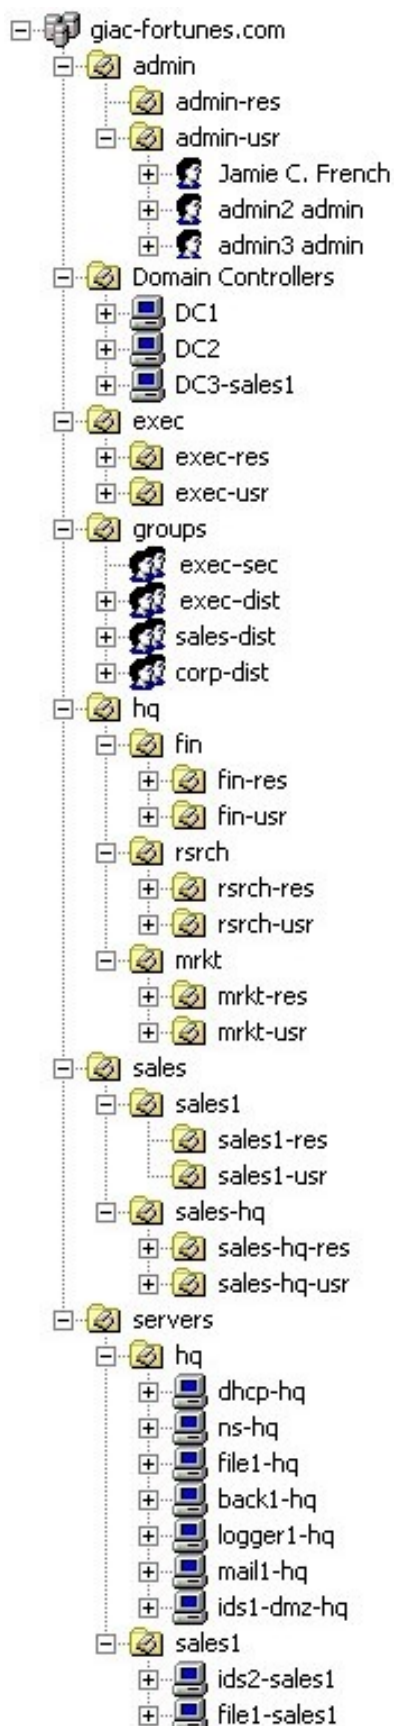 giac-fortunes.com
admin
admin-res
admin-usr
Jamie C. French
admin2 admin
admin3 admin
Domain Controllers
DC1
DC2
DC3-sales1
exec
exec-res
exec-usr
groups
exec-sec
exec-dist
sales-dist
corp-dist
hq
fin
fin-res
fin-usr
rsrch
rsrch-res
rsrch-usr
mrkt
mrkt-res
mrkt-usr
sales
sales1
sales1-res
sales1-usr
sales-hq
sales-hq-res
sales-hq-usr
servers
hq
dhcp-hq
ns-hq
file1-hq
back1-hq
logger1-hq
mail1-hq
ids1-dmz-hq
sales1
ids2-sales1
file1-sales1